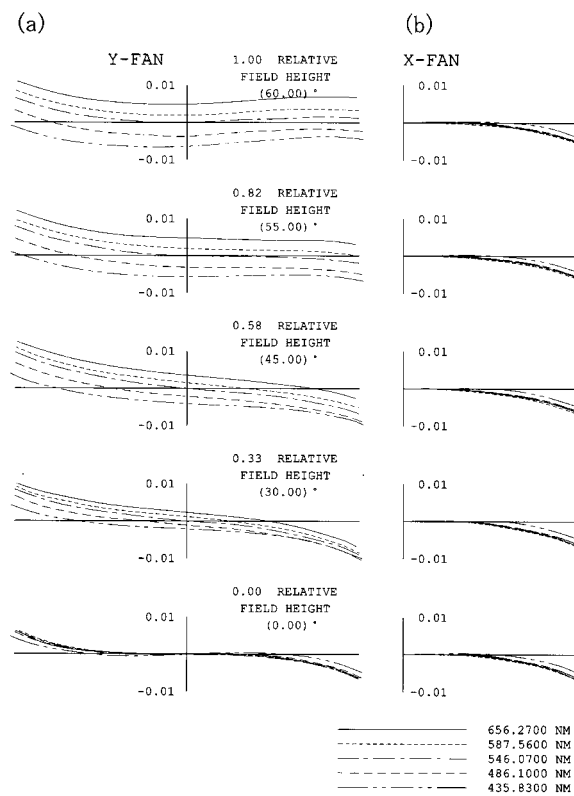 (a) (b)
Y-FAN X-FAN
1.00 RELATIVE
FIELD HEIGHT
(60.00)°
0.01 0.01
-0.01 -0.01
0.82 RELATIVE
FIELD HEIGHT
(55.00)°
0.01 0.01
-0.01 -0.01
0.58 RELATIVE
FIELD HEIGHT
(45.00)°
0.01 0.01
-0.01 -0.01
0.33 RELATIVE
FIELD HEIGHT
(30.00)°
0.01 0.01
-0.01 -0.01
0.00 RELATIVE
FIELD HEIGHT
(0.00)°
0.01 0.01
-0.01 -0.01
656.2700 NM
587.5600 NM
546.0700 NM
486.1000 NM
435.8300 NM